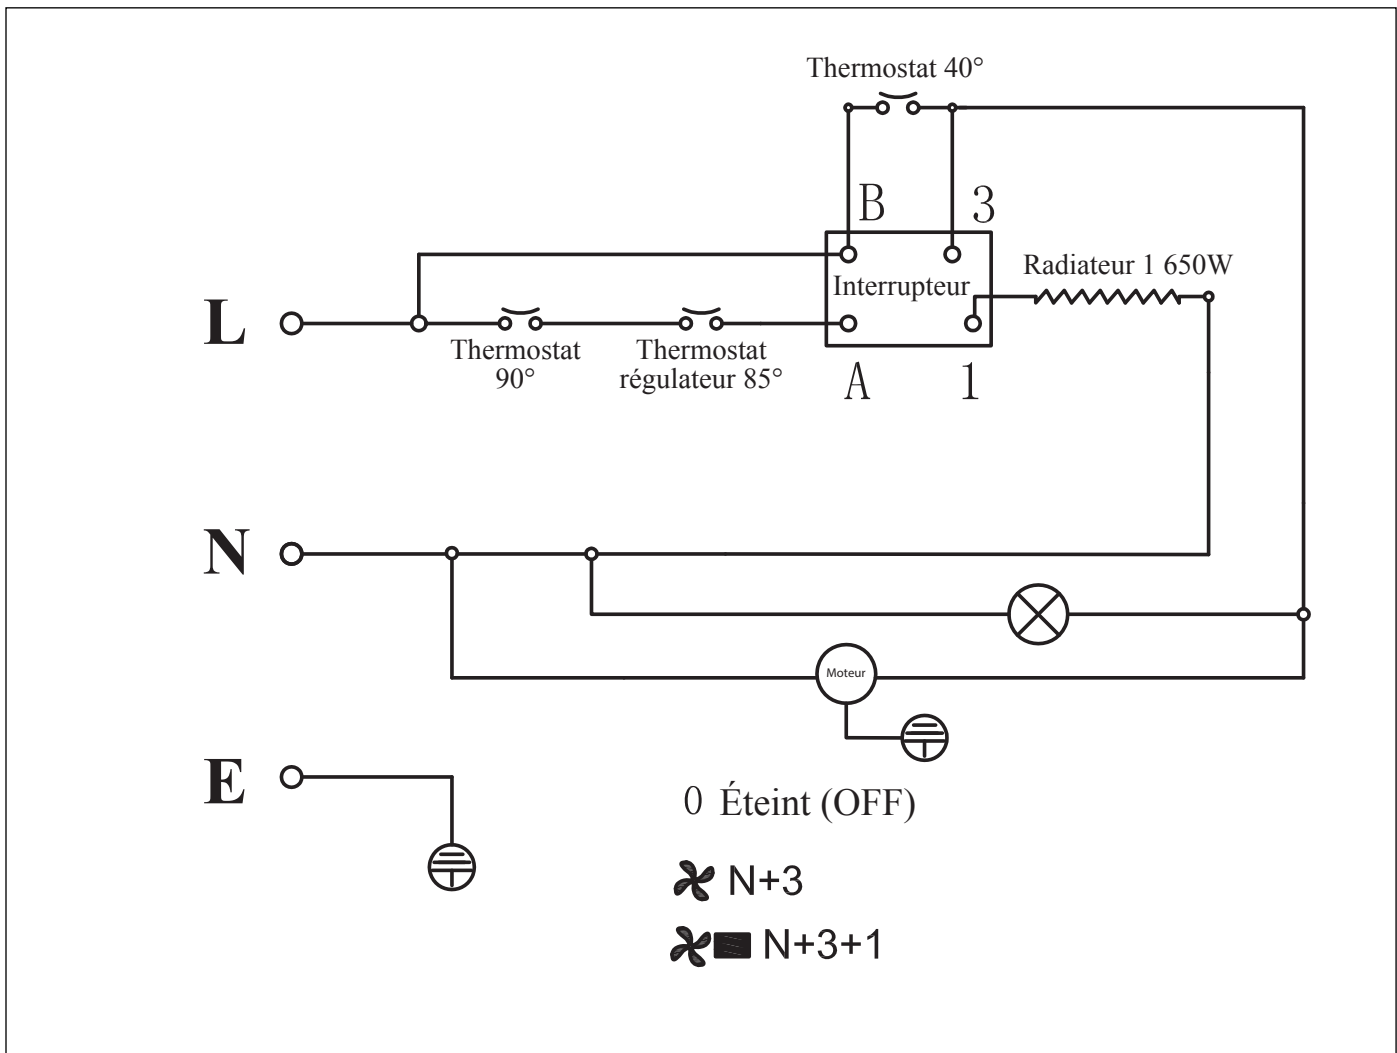 Thermostat 40°
B 3
Radiateur 1 650W
Interrupteur
L
Thermostat
90°
Thermostat
régulateur 85°
A 1
N
Moteur
E
0 Éteint (OFF)
N+3
N+3+1